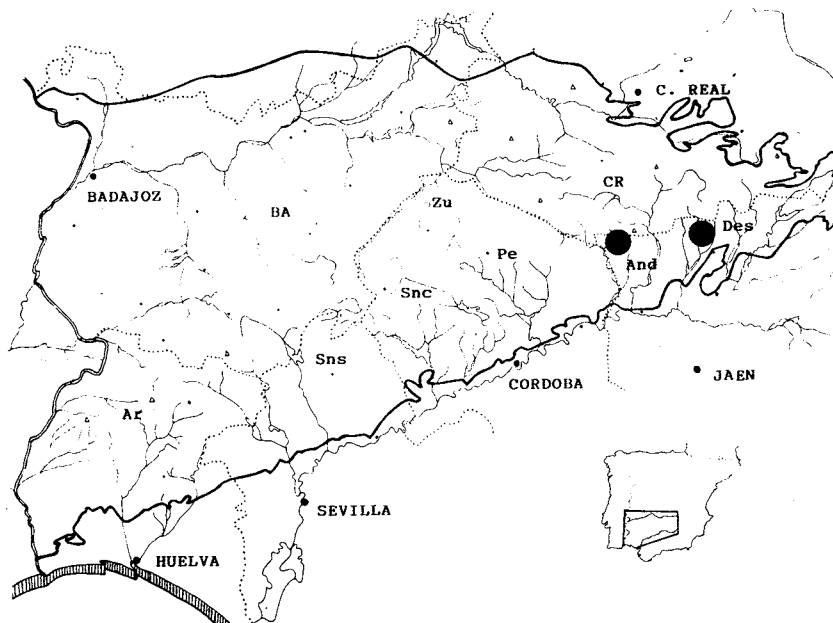 C. REAL
BADAJOZ
CR
BA
Zu
Des
Pe
And
Snc
Sns
CORDOBA
JAEN
Ar
SEVILLA
HUELVA